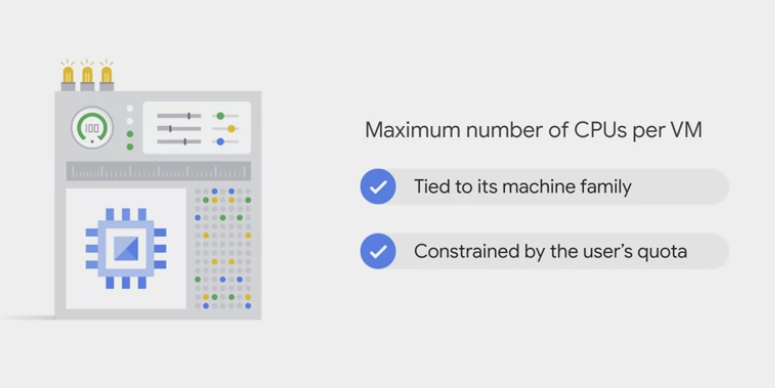 100
Maximum number of CPUs per VM
Tied to its machine family
Constrained by the user's quota